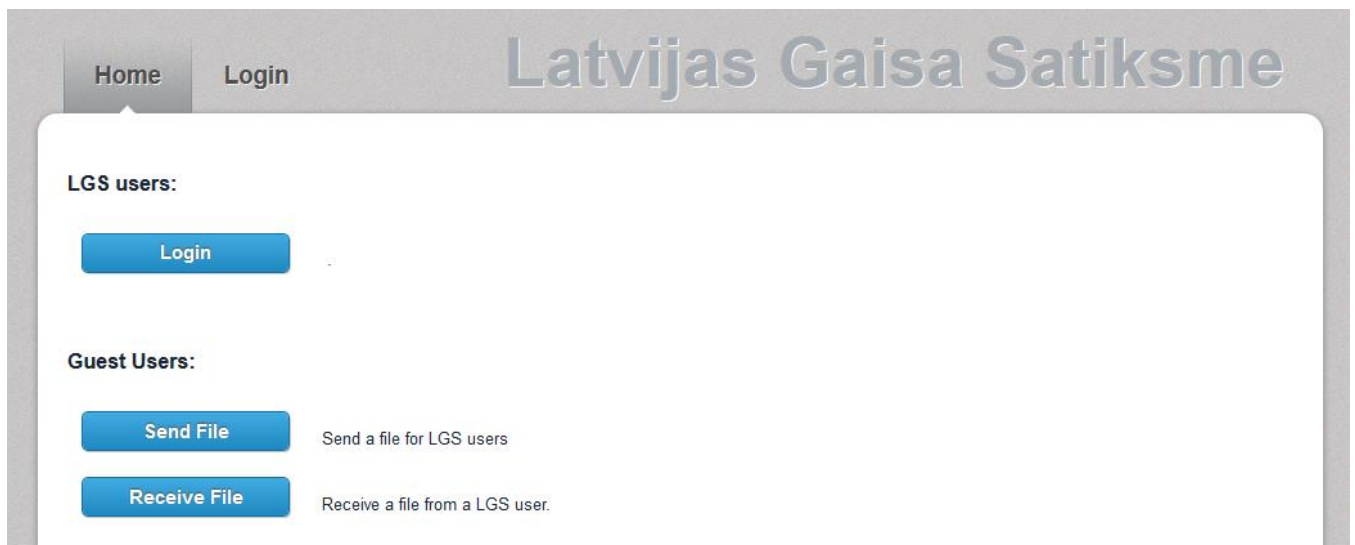 Home Login Latvijas Gaisa Satiksme
LGS users:
Login .
Guest Users:
Send File Send a file for LGS users
Receive File Receive a file from a LGS user.